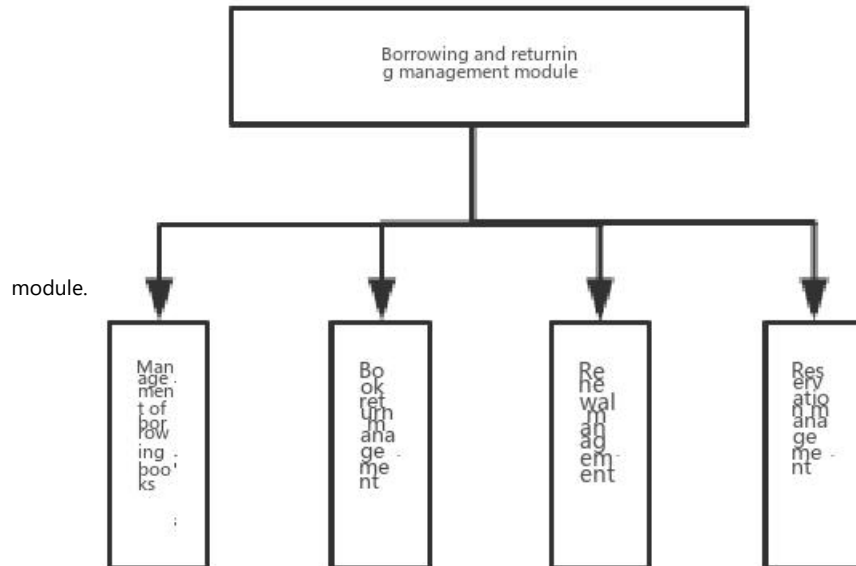 Borrowing and returnin
g management module
module.
Man
age
men
t of
bor
row
ing
boo
ks
Bo
ok
ret
urn
m
ana
ge
me
nt
Re
ne
wal
m
an
ag
em
ent
Res
erv
atio
n m
ana
ge
me
nt